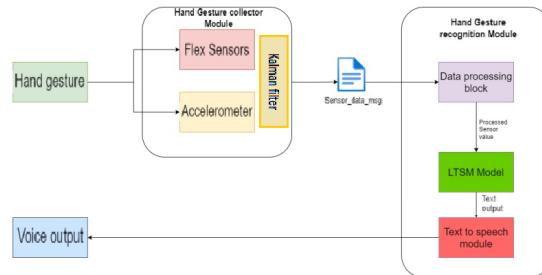 Hand Gesture collector
Module
Hand Gesture
recognition Module
Hand gesture
Flex Sensors
Accelerometer
Kalman filter
Sensor_data_msg
Data processing
block
Processed
Sensor
value
LTSM Model
Text
output
Text to speech
module
Voice output